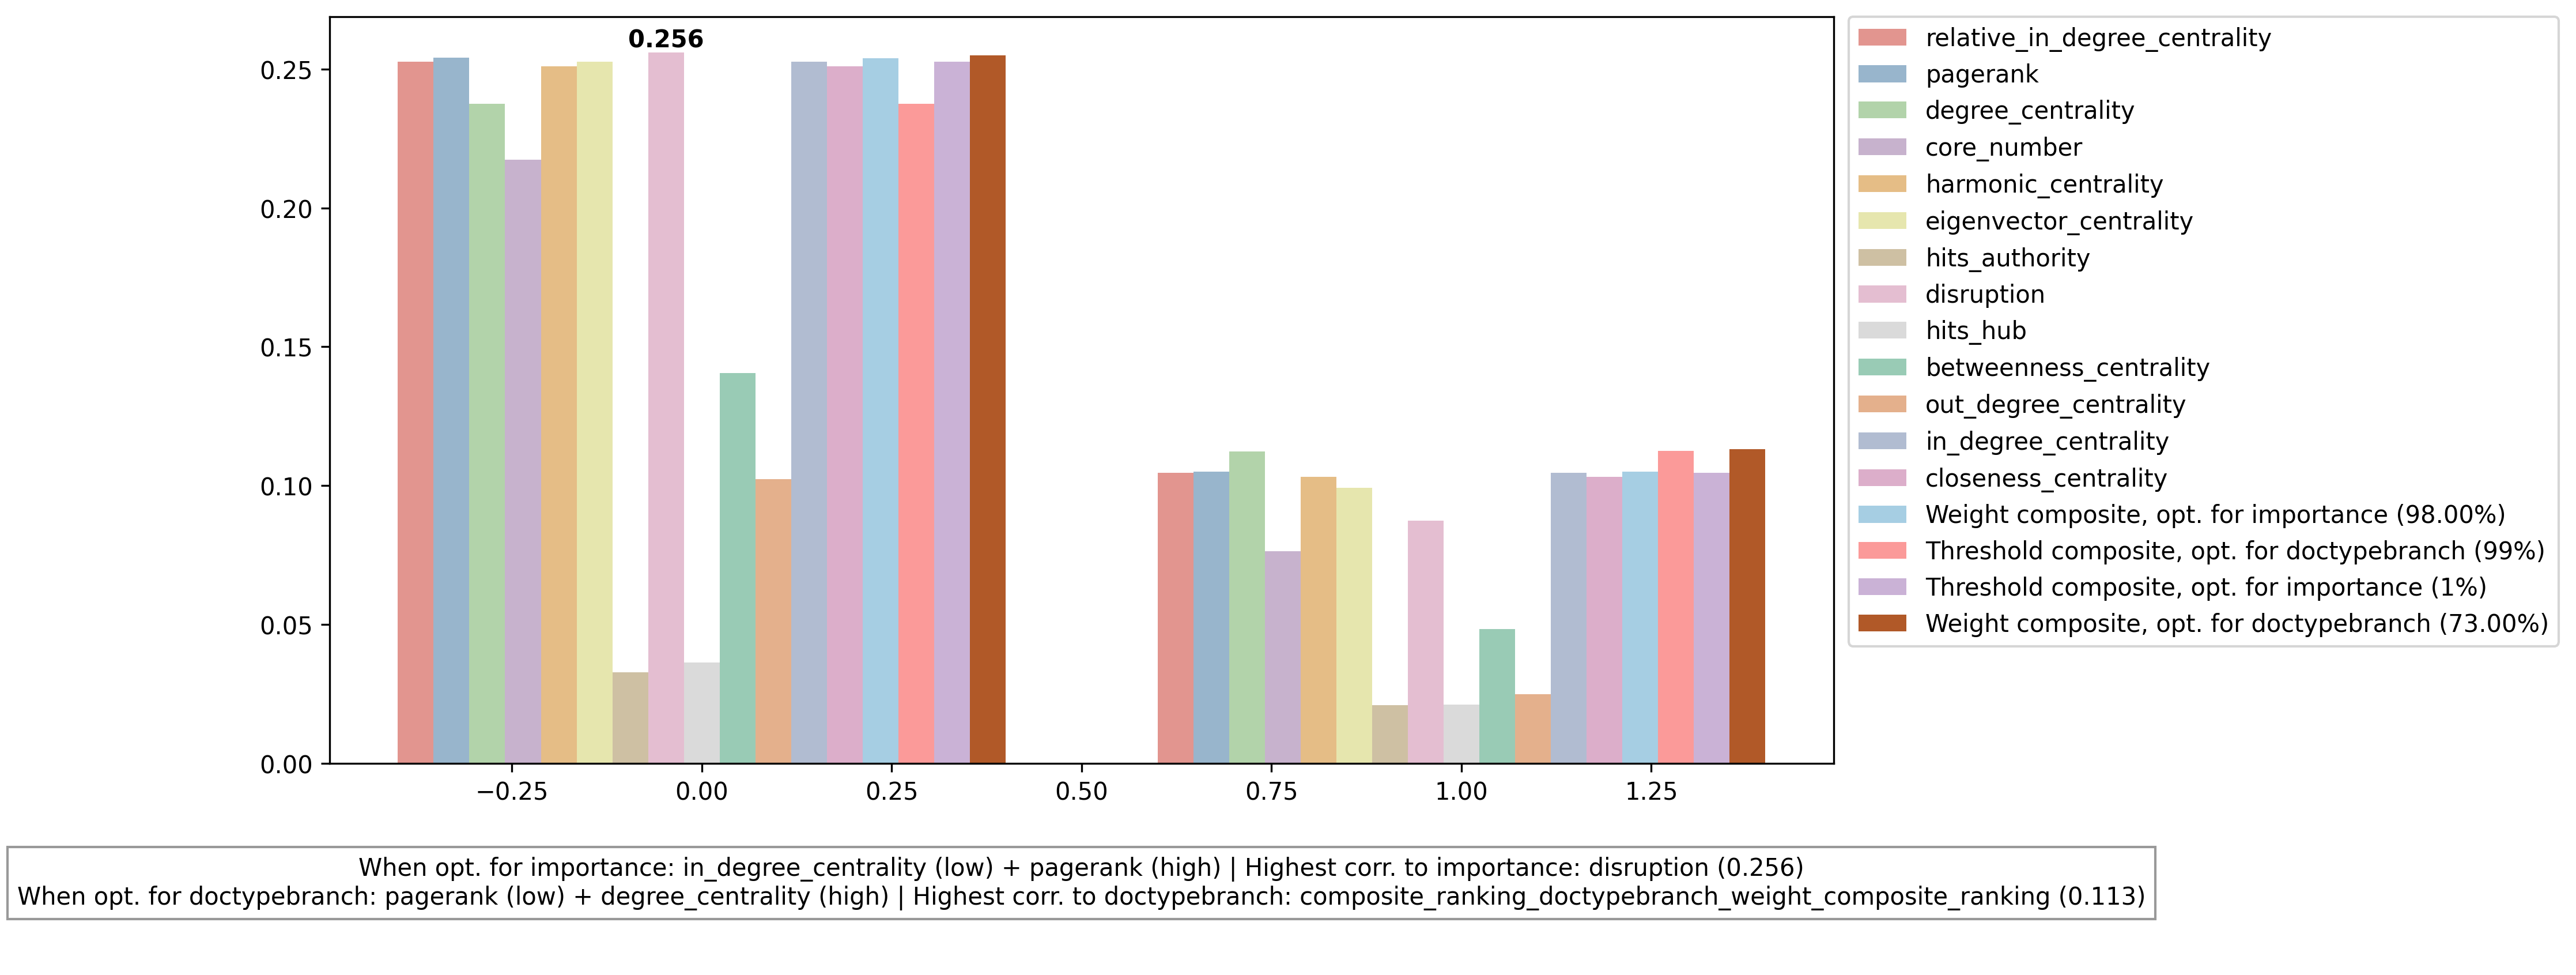 0.256
0.25
0.20
0.15
0.10
0.05
0.00
−0.25
0.00
0.25
0.50
0.75
1.00
1.25
relative_in_degree_centrality
pagerank
degree_centrality
core_number
harmonic_centrality
eigenvector_centrality
hits_authority
disruption
hits_hub
betweenness_centrality
out_degree_centrality
in_degree_centrality
closeness_centrality
Weight composite, opt. for importance (98.00%)
Threshold composite, opt. for doctypebranch (99%)
Threshold composite, opt. for importance (1%)
Weight composite, opt. for doctypebranch (73.00%)
When opt. for importance: in_degree_centrality (low) + pagerank (high) | Highest corr. to importance: disruption (0.256)
When opt. for doctypebranch: pagerank (low) + degree_centrality (high) | Highest corr. to doctypebranch: composite_ranking_doctypebranch_weight_composite_ranking (0.113)